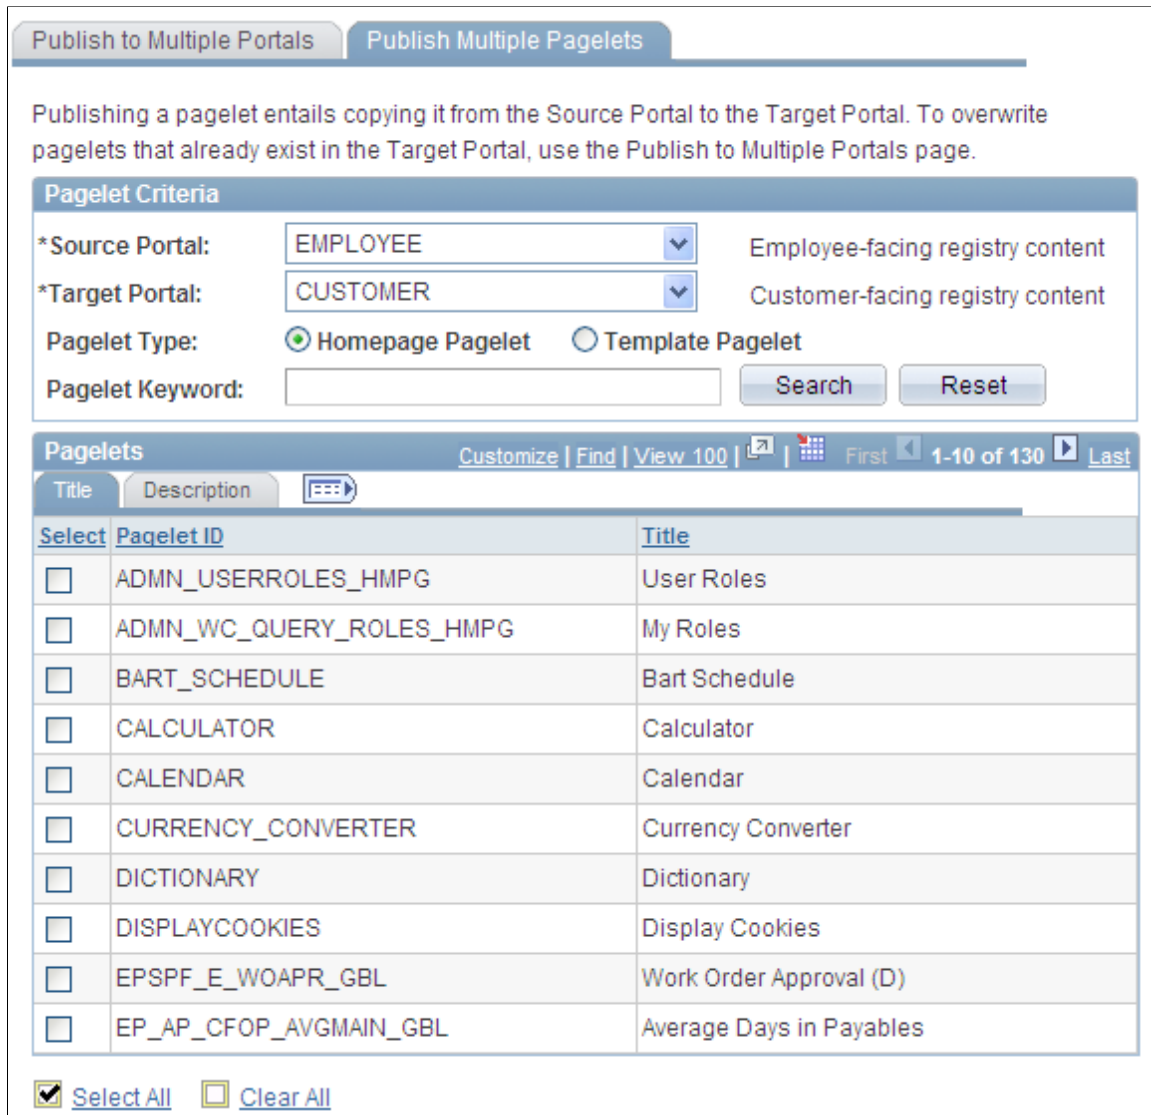 Publish to Multiple Portals Publish Multiple Pagelets
Publishing a pagelet entails copying it from the Source Portal to the Target Portal. To overwrite
pagelets that already exist in the Target Portal, use the Publish to Multiple Portals page.
Pagelet Criteria
*Source Portal: EMPLOYEE Employee-facing registry content
*Target Portal: CUSTOMER Customer-facing registry content
Pagelet Type: Homepage Pagelet Template Pagelet
Pagelet Keyword: Search Reset
Pagelets Customize | Find | View 100 | | First 1-10 of 130 Last
Title Description
Select Pagelet ID Title
ADMN_USERROLES_HMPG User Roles
ADMN_WC_QUERY_ROLES_HMPG My Roles
BART_SCHEDULE Bart Schedule
CALCULATOR Calculator
CALENDAR Calendar
CURRENCY_CONVERTER Currency Converter
DICTIONARY Dictionary
DISPLAYCOOKIES Display Cookies
EPSPF_E_WOAPR_GBL Work Order Approval (D)
EP_AP_CFOP_AVGMAIN_GBL Average Days in Payables
Select All Clear All